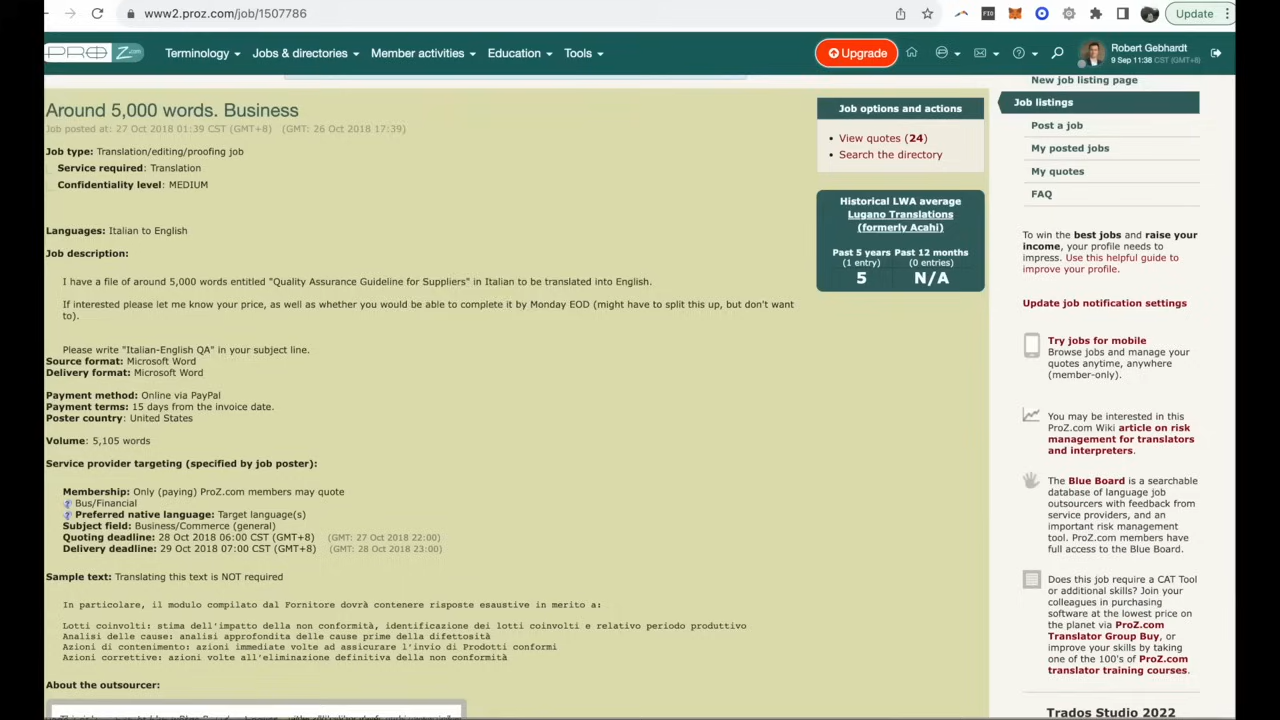 www2.proz.com/job/1507786
Update
PROZ.com
Terminology
Jobs & directories
Member activities
Education
Tools
Upgrade
Robert Gebhardt
9 Sep 11:38 CST (GMT+8)
Around 5,000 words. Business
Job posted at: 27 Oct 2018 01:39 CST (GMT+8) (GMT: 26 Oct 2018 17:39)
Job type: Translation/editing/proofing job
Service required: Translation
Confidentiality level: MEDIUM
Languages: Italian to English
Job description:
I have a file of around 5,000 words entitled "Quality Assurance Guideline for Suppliers" in Italian to be translated into English.
If interested please let me know your price, as well as whether you would be able to complete it by Monday EOD (might have to split this up, but don't want
to).
Please write "Italian-English QA" in your subject line.
Source format: Microsoft Word
Delivery format: Microsoft Word
Payment method: Online via PayPal
Payment terms: 15 days from the invoice date.
Poster country: United States
Volume: 5,105 words
Service provider targeting (specified by job poster):
Membership: Only (paying) ProZ.com members may quote
Bus/Financial
Preferred native language: Target language(s)
Subject field: Business/Commerce (general)
Quoting deadline: 28 Oct 2018 06:00 CST (GMT+8) (GMT: 27 Oct 2018 22:00)
Delivery deadline: 29 Oct 2018 07:00 CST (GMT+8) (GMT: 28 Oct 2018 23:00)
Sample text: Translating this text is NOT required
In particolare, il modulo compilato dal Fornitore dovrà contenere risposte esaustive in merito a:
Lotti coinvolti: stima dell'impatto della non conformità, identificazione dei lotti coinvolti e relativo periodo produttivo
Analisi delle cause: analisi approfondita delle cause prime della difettosità
Azioni di contenimento: azioni immediate volte ad assicurare l'invio di Prodotti conformi
Azioni correttive: azioni volte all'eliminazione definitiva della non conformità
About the outsourcer:
Job options and actions
• View quotes (24)
• Search the directory
Historical LWA average
Lugano Translations
(formerly Acahi)
Past 5 years Past 12 months
(1 entry) (0 entries)
5 N/A
New job listing page
Job listings
Post a job
My posted jobs
My quotes
FAQ
To win the best jobs and raise your
income, your profile needs to
impress. Use this helpful guide to
improve your profile.
Update job notification settings
Try jobs for mobile
Browse jobs and manage your
quotes anytime, anywhere
(member-only).
You may be interested in this
ProZ.com Wiki article on risk
management for translators
and interpreters.
The Blue Board is a searchable
database of language job
outsourcers with feedback from
service providers, and an
important risk management
tool. ProZ.com members have
full access to the Blue Board.
Does this job require a CAT Tool
or additional skills? Join your
colleagues in purchasing
software at the lowest price on
the planet via ProZ.com
Translator Group Buy, or
improve your skills by taking
one of the 100's of ProZ.com
translator training courses.
Trados Studio 2022